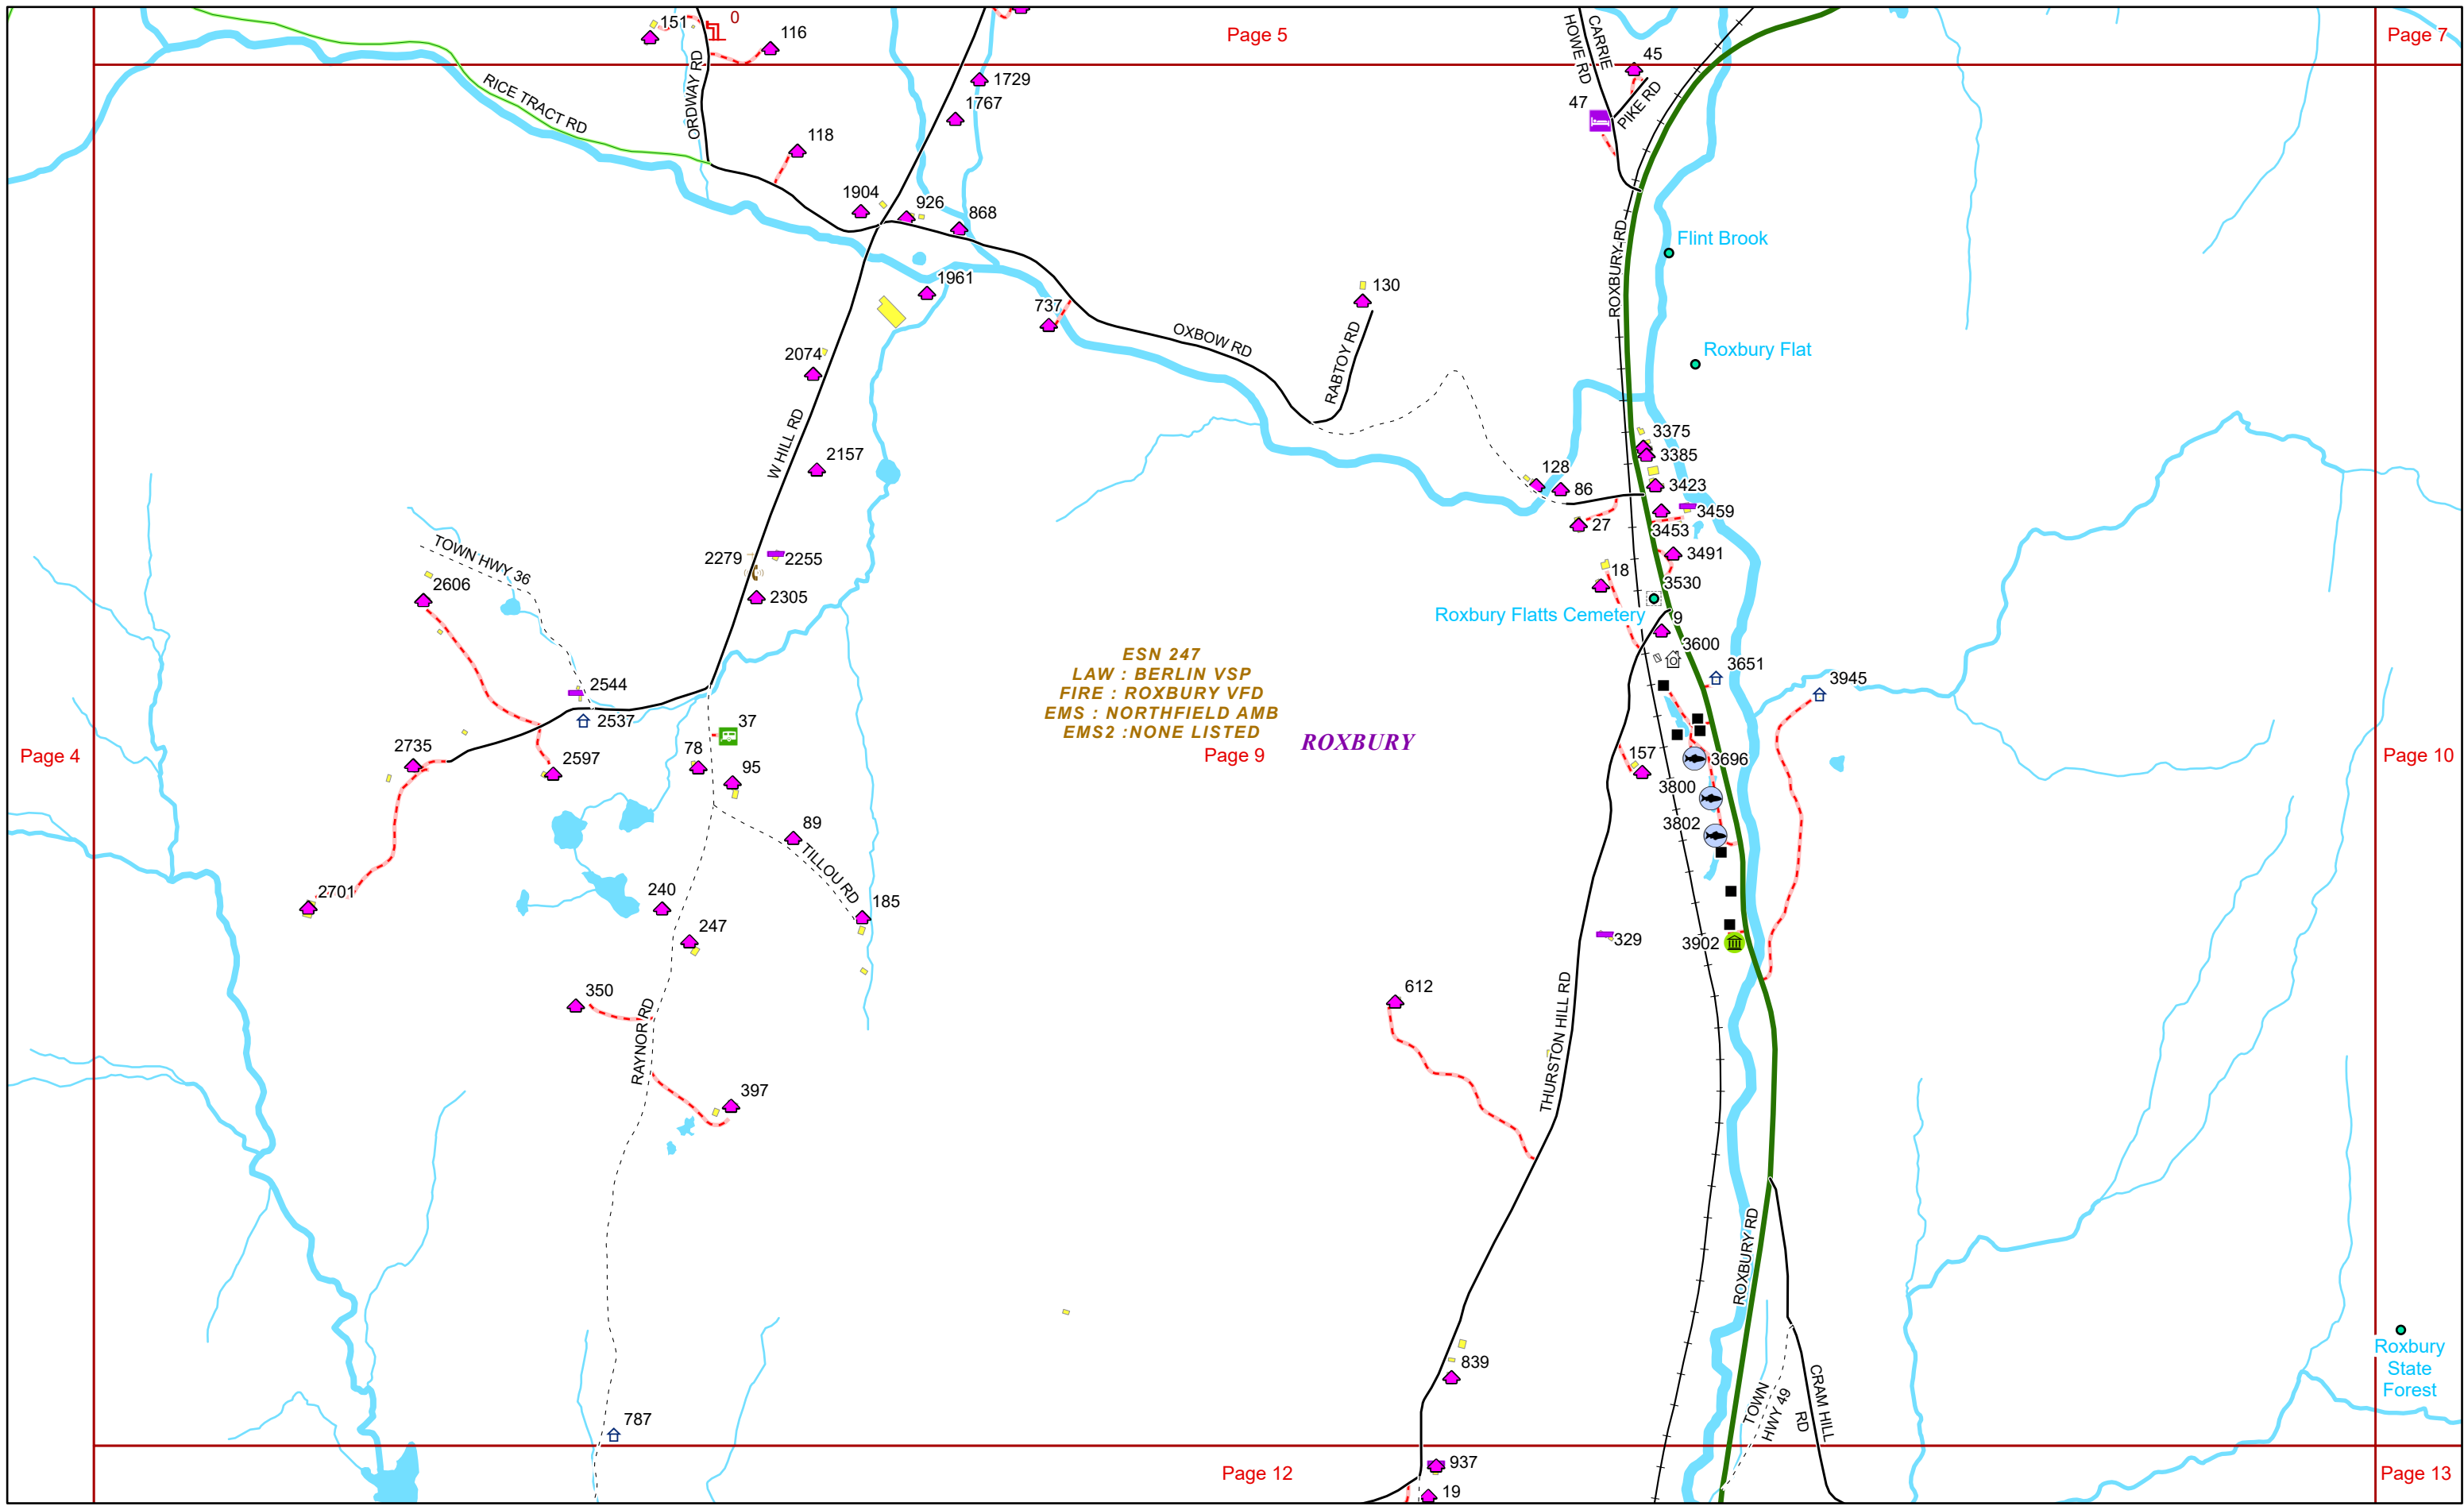 151
0
116
Page 5
Page 7
HOWE RD
CARRIE
45
1729
RICE TRACT RD
ORDWAY RD
1767
47
PIKE RD
118
1904
926
868
Flint Brook
ROXBURY RD
1961
130
737
OXBOW RD
RABTOY RD
Roxbury Flat
2074
W HILL RD
2157
3375
3385
128
86
3423
27
3459
3453
TOWN HWY 36
2279
2255
3491
2606
2305
18
3530
Roxbury Flatts Cemetery
9
3600
ESN 247
LAW : BERLIN VSP
FIRE : ROXBURY VFD
EMS : NORTHFIELD AMB
EMS2 :NONE LISTED
3651
3945
2544
2537
37
ROXBURY
Page 4
Page 9
Page 10
2735
2597
78
95
157
3696
3800
3802
89
TILLOU RD
2701
240
185
247
329
3902
350
RAYNOR RD
612
THURSTON HILL RD
397
ROXBURY RD
Roxbury
State
Forest
839
TOWN
HWY 49
CRAM HILL
RD
787
Page 12
937
19
Page 13